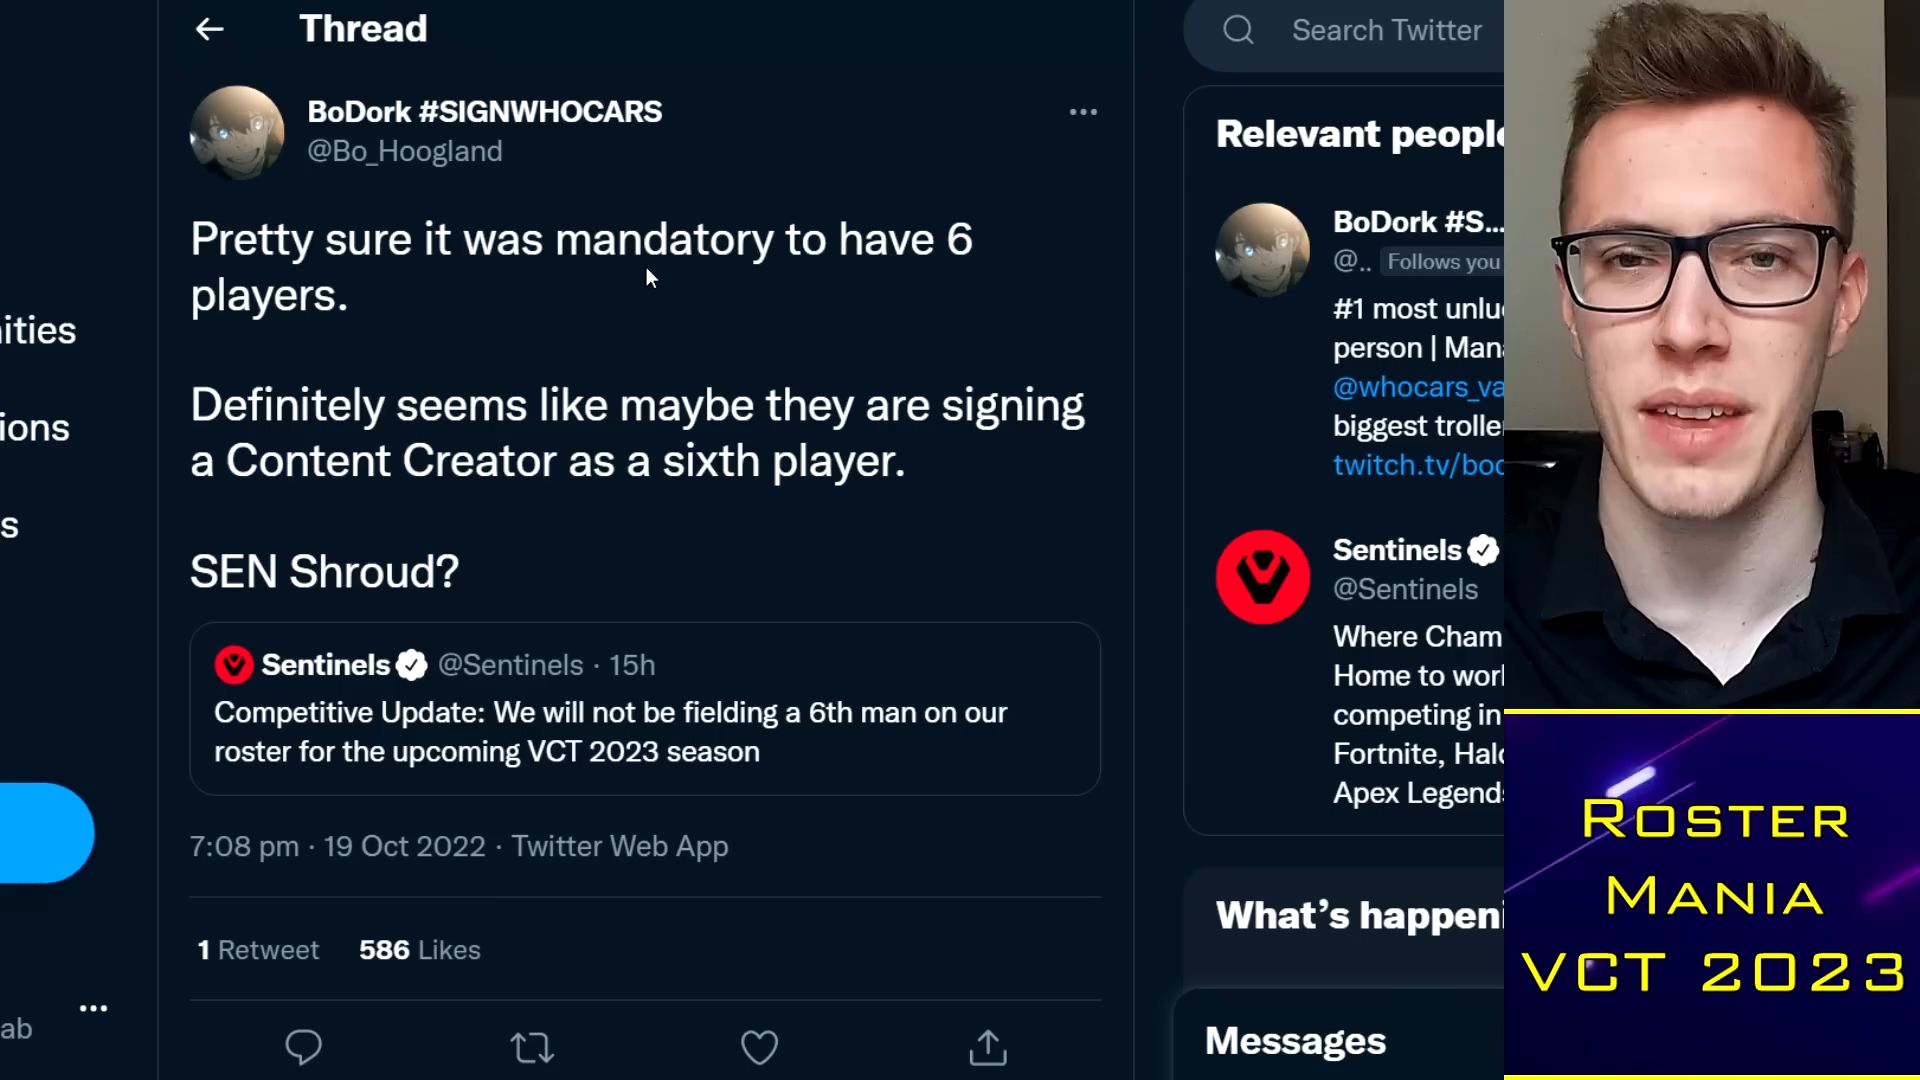 Thread
BoDork #SIGNWHOCARS
@Bo_Hoogland
Pretty sure it was mandatory to have 6
players.
Definitely seems like maybe they are signing
a Content Creator as a sixth player.
SEN Shroud?
Sentinels @Sentinels · 15h
Competitive Update: We will not be fielding a 6th man on our
roster for the upcoming VCT 2023 season
7:08 pm · 19 Oct 2022 · Twitter Web App
1 Retweet 586 Likes
ities
ions
s
ab
Search Twitter
Relevant people
BoDork #S...
@.. Follows you
#1 most unlu
person | Man
@whocars_va
biggest trolle
twitch.tv/boo
Sentinels
@Sentinels
Where Cham
Home to worl
competing in
Fortnite, Halo
Apex Legends
What's happeni
Messages
ROSTER
MANIA
VCT 2023